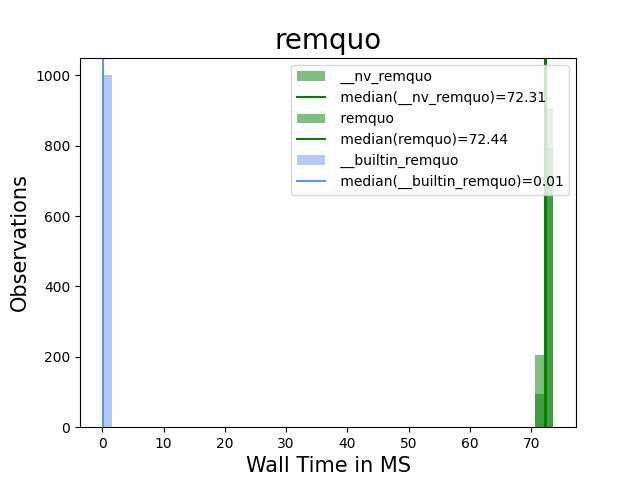 remquo
1000
800
600
400
200
0
Observations
__nv_remquo
median(__nv_remquo)=72.31
remquo
median(remquo)=72.44
__builtin_remquo
median(__builtin_remquo)=0.01
0 10 20 30 40 50 60 70
Wall Time in MS